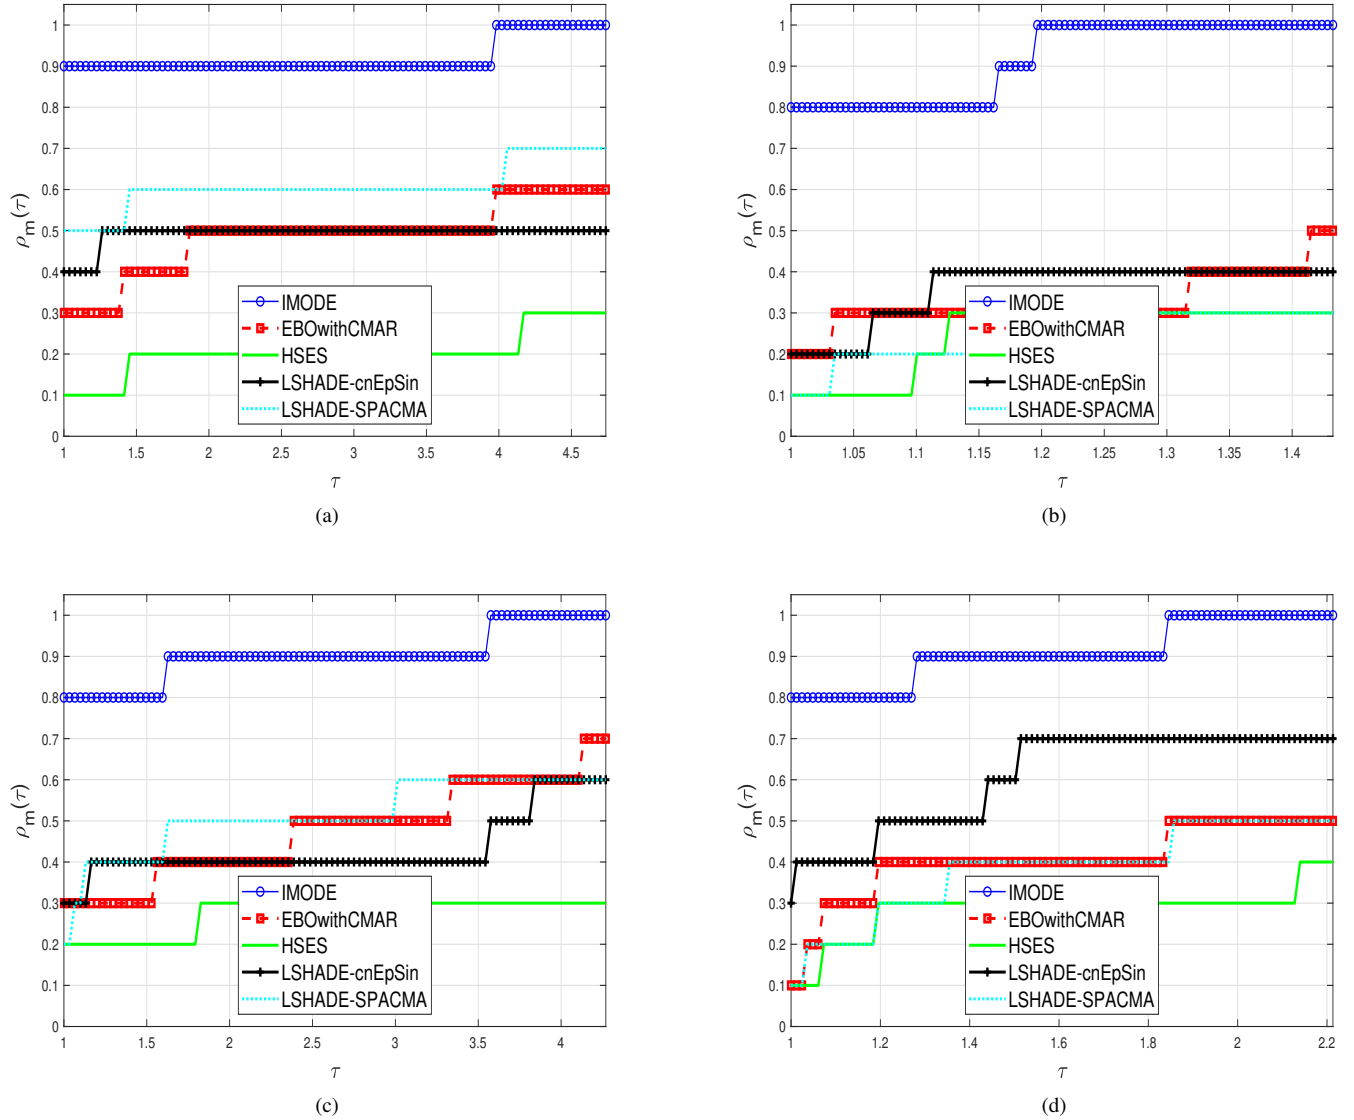 1
0.9
0.8
0.7
0.6
0.5
0.4
0.3
0.2
0.1
0
ρm(τ)
IMODE
EBOwithCMAR
HSES
LSHADE-cnEpSin
LSHADE-SPACMA
1 1.5 2 2.5 3 3.5 4 4.5
τ
(a)
1
0.9
0.8
0.7
0.6
0.5
0.4
0.3
0.2
0.1
0
ρm(τ)
IMODE
EBOwithCMAR
HSES
LSHADE-cnEpSin
LSHADE-SPACMA
1 1.05 1.1 1.15 1.2 1.25 1.3 1.35 1.4
τ
(b)
1
0.9
0.8
0.7
0.6
0.5
0.4
0.3
0.2
0.1
0
ρm(τ)
IMODE
EBOwithCMAR
HSES
LSHADE-cnEpSin
LSHADE-SPACMA
1 1.5 2 2.5 3 3.5 4
τ
(c)
1
0.9
0.8
0.7
0.6
0.5
0.4
0.3
0.2
0.1
0
ρm(τ)
IMODE
EBOwithCMAR
HSES
LSHADE-cnEpSin
LSHADE-SPACMA
1 1.2 1.4 1.6 1.8 2 2.2
τ
(d)